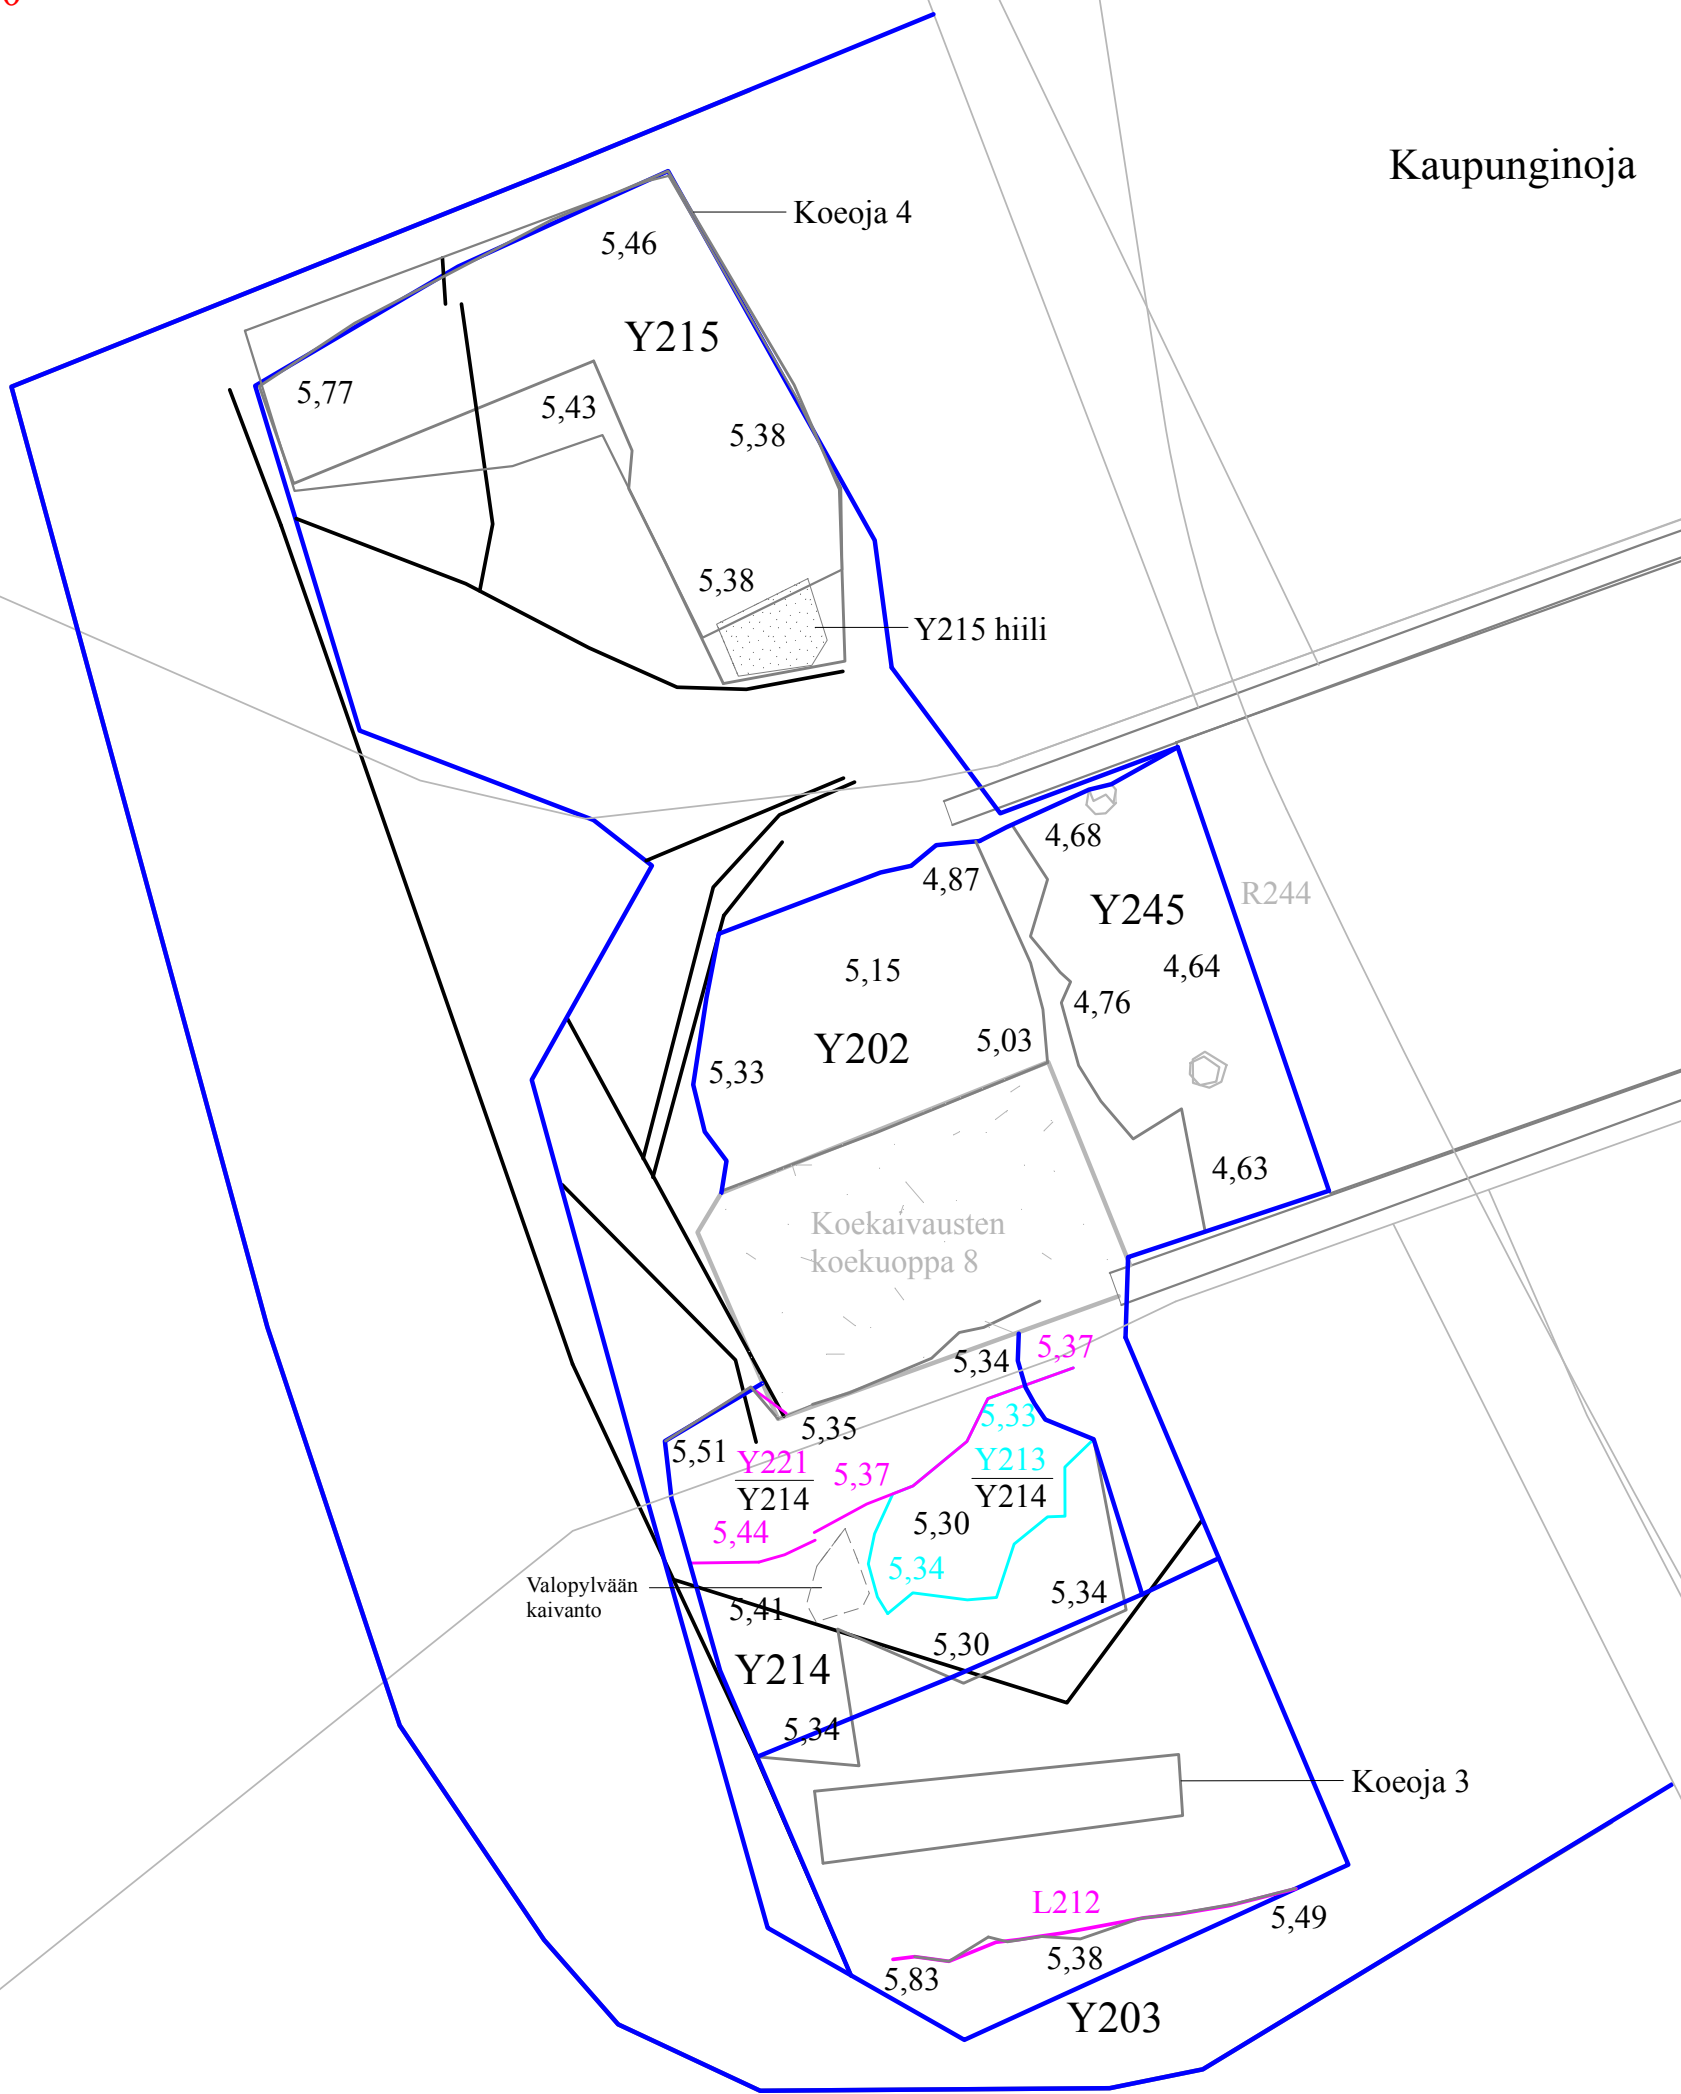 Kaupunginoja
Koeoja 4
5,46
Y215
5,77
5,43
5,38
5,38
Y215 hiili
4,68
4,87
Y245
R244
5,15
4,64
4,76
5,03
Y202
5,33
4,63
Koekaivausten
koekuoppa 8
5,34
5,37
5,33
5,35
5,51
Y221
Y214
5,37
Y213
Y214
5,30
5,44
5,34
Valopylvään
kaivanto
5,41
5,34
5,30
Y214
5,34
Koeoja 3
L212
5,49
5,38
5,83
Y203